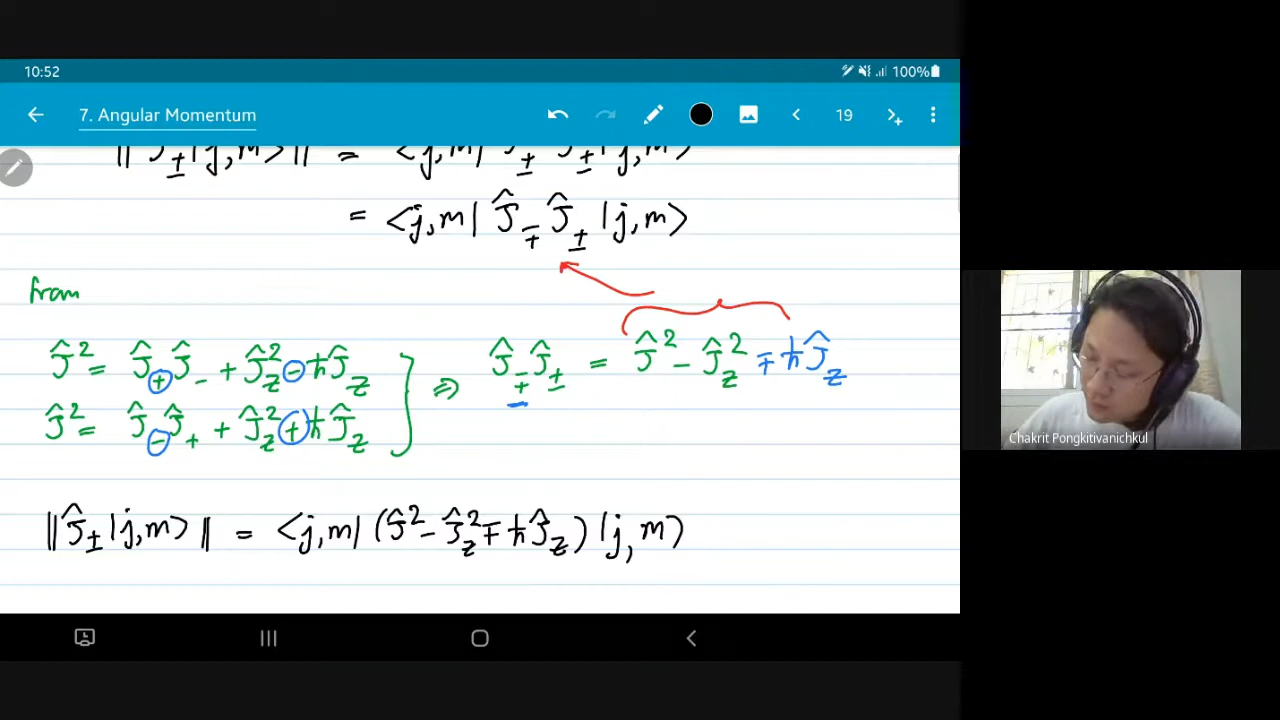 10:52 100%
7. Angular Momentum 19
‖ Ĵ± |j,m> ‖ = <j,m| Ĵ± Ĵ± |j,m>
= <j,m| Ĵ∓ Ĵ± |j,m>
from
Ĵ² = Ĵ+ Ĵ- + Ĵz² - ħĴz
Ĵ² = Ĵ- Ĵ+ + Ĵz² + ħĴz
⇒ Ĵ∓ Ĵ± = Ĵ² - Ĵz² ∓ ħĴz
‖Ĵ± |j,m> ‖ = <j,m| (Ĵ² - Ĵz² ∓ ħĴz) |j,m>
Chakrit Pongkitivanichkul